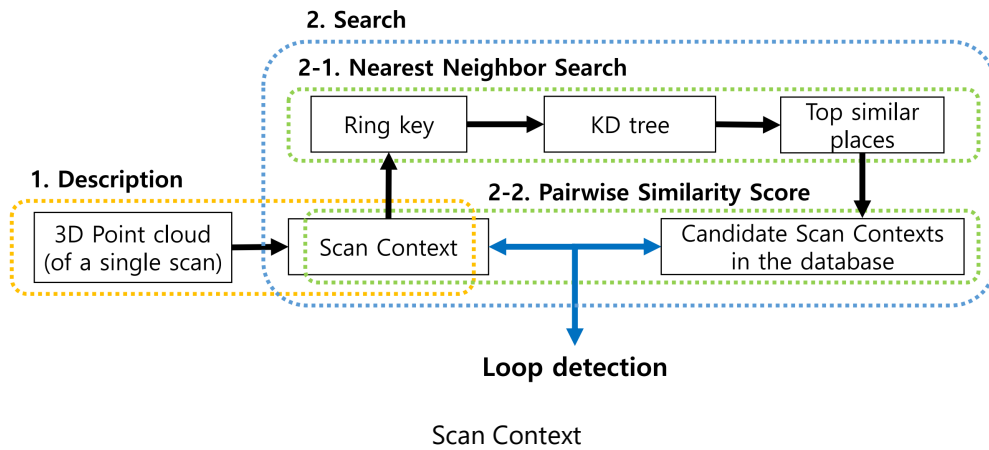 2. Search
2-1. Nearest Neighbor Search
Ring key
KD tree
Top similar
places
1. Description
2-2. Pairwise Similarity Score
3D Point cloud
(of a single scan)
Scan Context
Candidate Scan Contexts
in the database
Loop detection
Scan Context